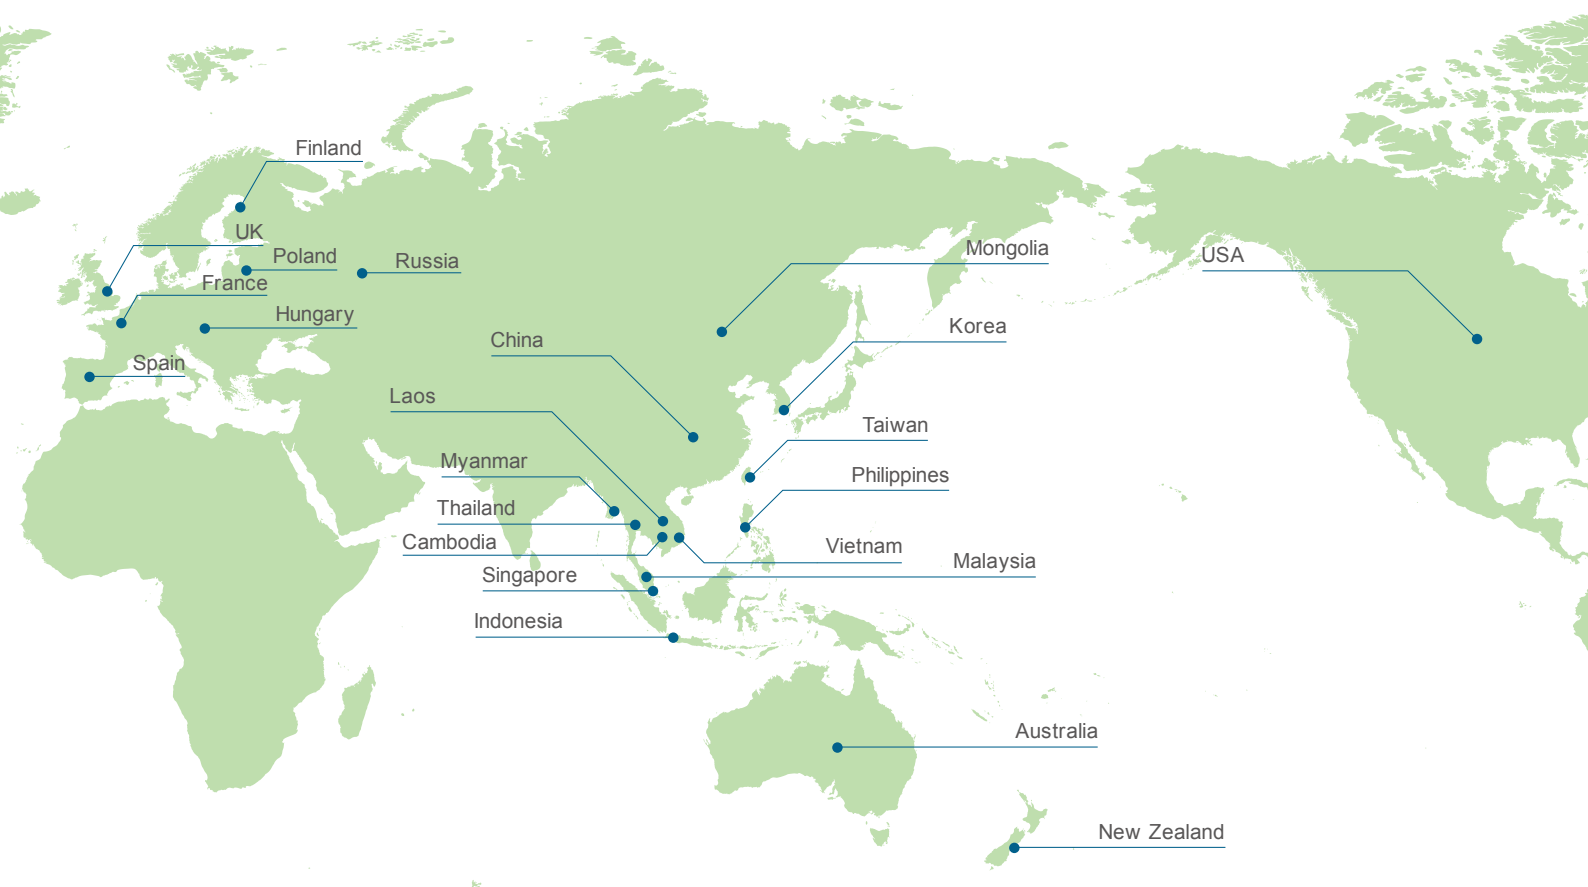 Finland
UK
Poland
Russia
France
Hungary
Spain
Mongolia
USA
Korea
China
Laos
Taiwan
Myanmar
Philippines
Thailand
Cambodia
Vietnam
Malaysia
Singapore
Indonesia
Australia
New Zealand